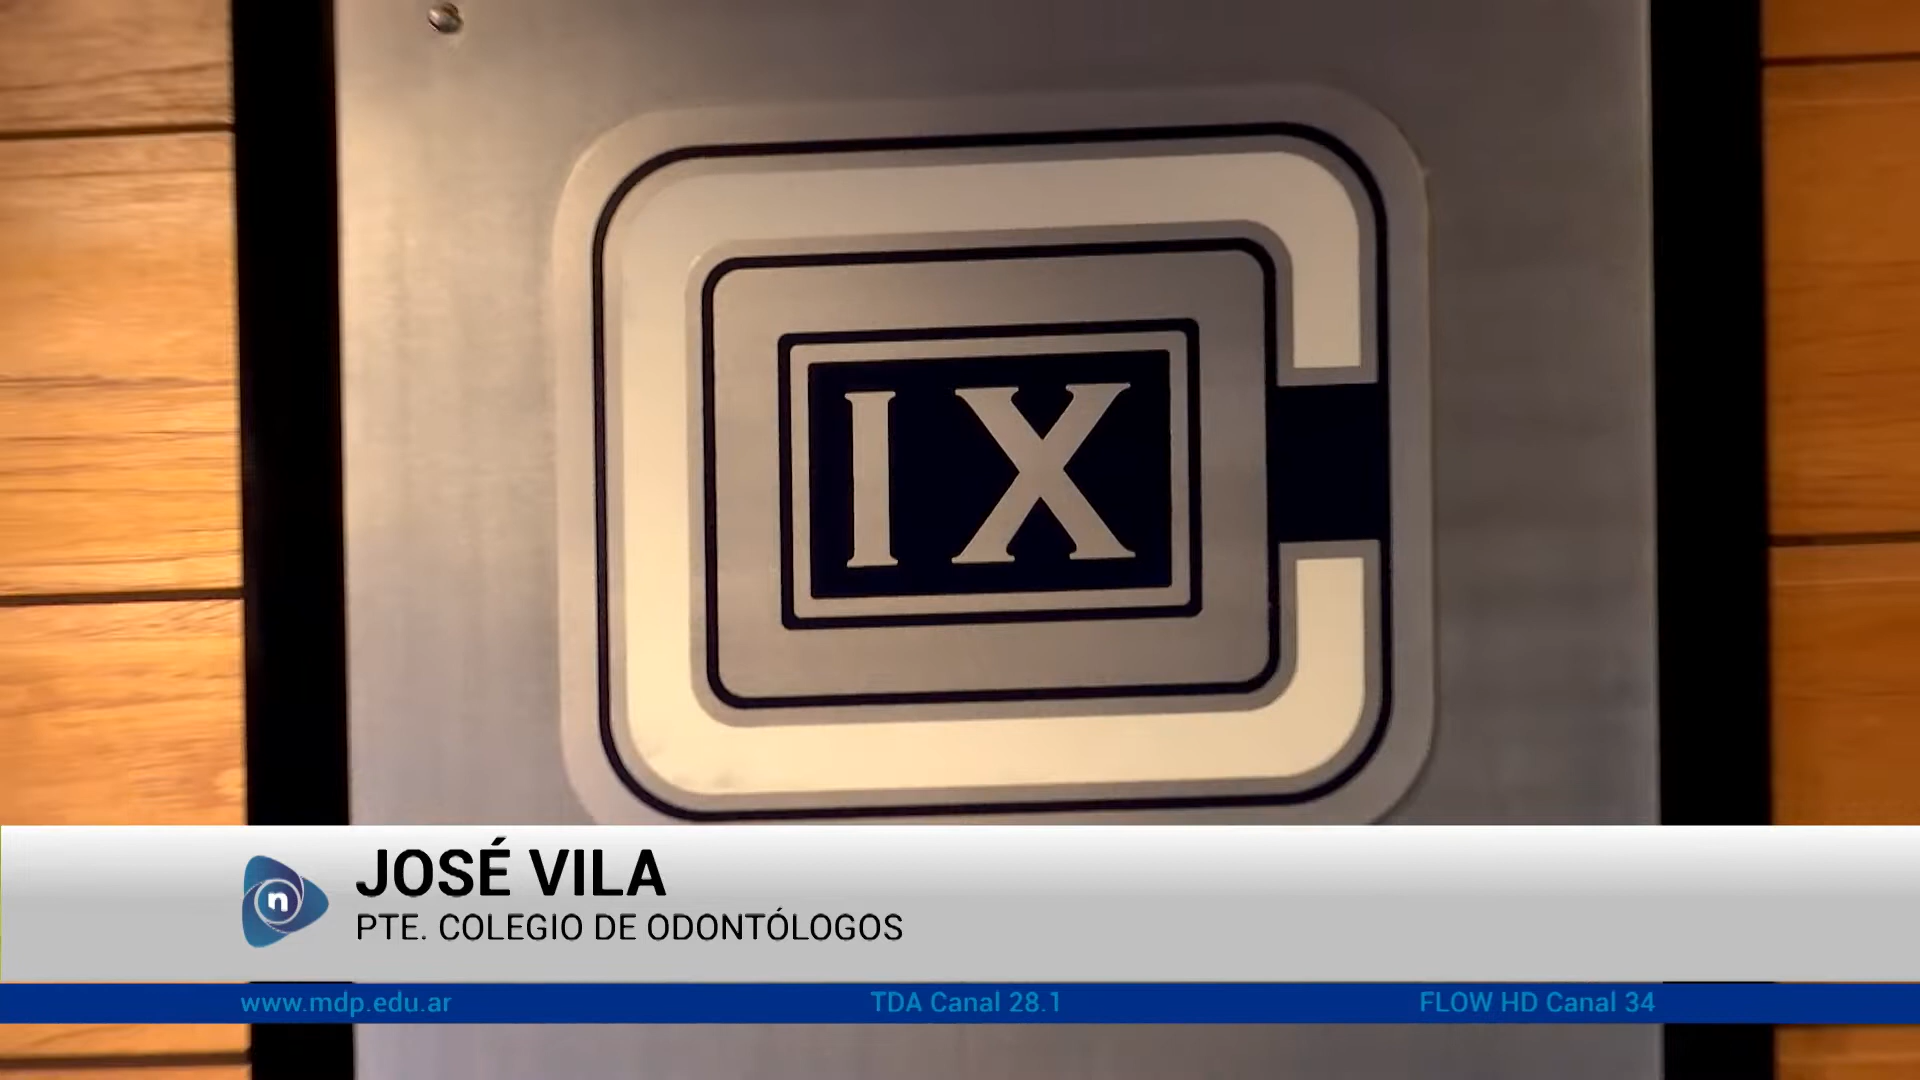 IX
n
JOSÉ VILA
PTE. COLEGIO DE ODONTÓLOGOS
www.mdp.edu.ar
TDA Canal 28.1
FLOW HD Canal 34